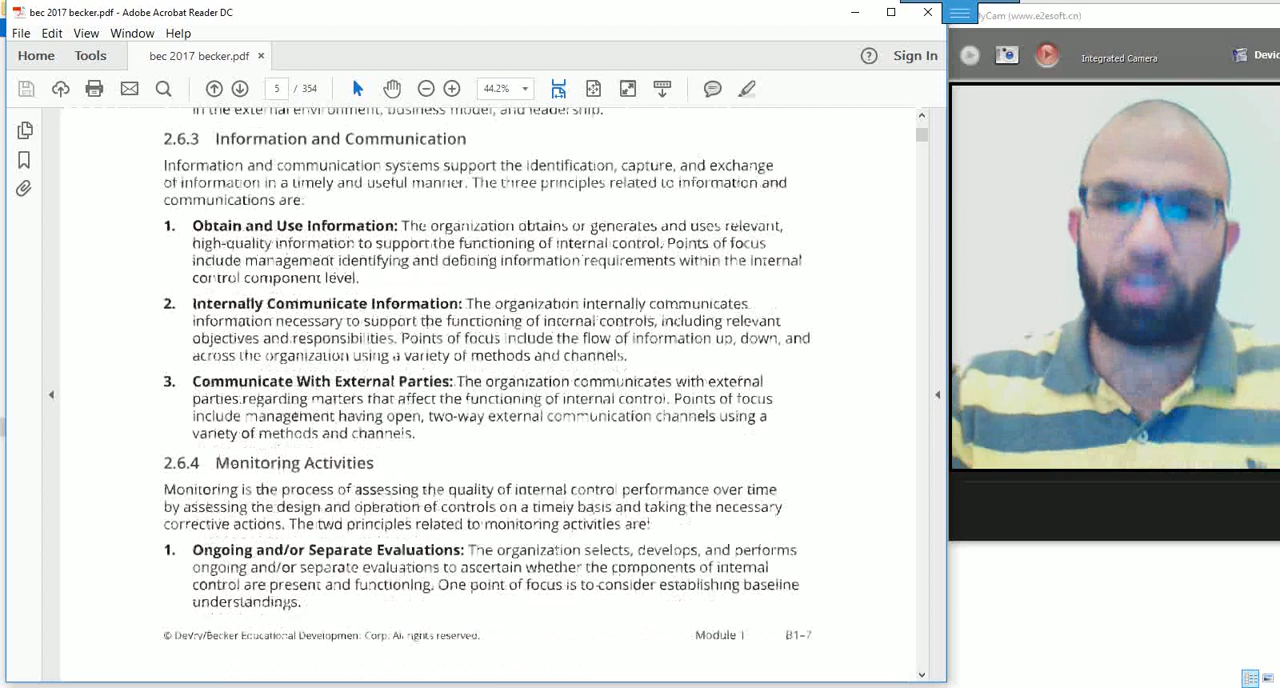 bec 2017 becker.pdf - Adobe Acrobat Reader DC
File Edit View Window Help
Home Tools bec 2017 becker.pdf × ? Sign In
5 / 354 44.2%
in the external environment, business model, and leadership.
2.6.3 Information and Communication
Information and communication systems support the identification, capture, and exchange
of information in a timely and useful manner. The three principles related to information and
communications are:
1. Obtain and Use Information: The organization obtains or generates and uses relevant,
high-quality information to support the functioning of internal control. Points of focus
include management identifying and defining information requirements within the internal
control component level.
2. Internally Communicate Information: The organization internally communicates
information necessary to support the functioning of internal controls, including relevant
objectives and responsibilities. Points of focus include the flow of information up, down, and
across the organization using a variety of methods and channels.
3. Communicate With External Parties: The organization communicates with external
parties regarding matters that affect the functioning of internal control. Points of focus
include management having open, two-way external communication channels using a
variety of methods and channels.
2.6.4 Monitoring Activities
Monitoring is the process of assessing the quality of internal control performance over time
by assessing the design and operation of controls on a timely basis and taking the necessary
corrective actions. The two principles related to monitoring activities are:
1. Ongoing and/or Separate Evaluations: The organization selects, develops, and performs
ongoing and/or separate evaluations to ascertain whether the components of internal
control are present and functioning. One point of focus is to consider establishing baseline
understandings.
© DeVry/Becker Educational Development Corp. All rights reserved. Module 1 B1–7
yCam (www.e2esoft.cn)
Integrated Camera Devic